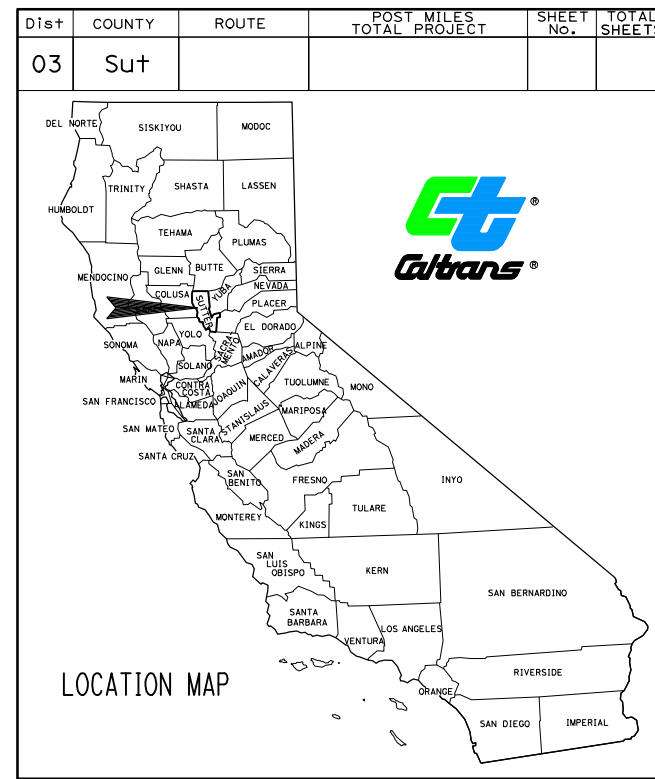 Dist COUNTY ROUTE POST MILES TOTAL PROJECT SHEET No. TOTAL SHEETS
03 Sut
DEL NORTE SISKIYOU MODOC
HUMBOLDT TRINITY SHASTA LASSEN
TEHAMA PLUMAS
MENDOCINO GLENN BUTTE SIERRA
COLUSA SUTTER YUBA NEVADA
PLACER
SONOMA NAPA YOLO EL DORADO
SACRAMENTO AMADOR ALPINE
SOLANO CALAVERAS
MARIN CONTRA COSTA JOAQUIN TUOLUMNE MONO
SAN FRANCISCO ALAMEDA STANISLAUS MARIPOSA
SAN MATEO SANTA CLARA MERCED MADERA
SANTA CRUZ
SAN BENITO FRESNO INYO
MONTEREY KINGS TULARE
SAN LUIS OBISPO KERN SAN BERNARDINO
SANTA BARBARA VENTURA LOS ANGELES
ORANGE RIVERSIDE
SAN DIEGO IMPERIAL
Ct ®
Caltrans ®
LOCATION MAP